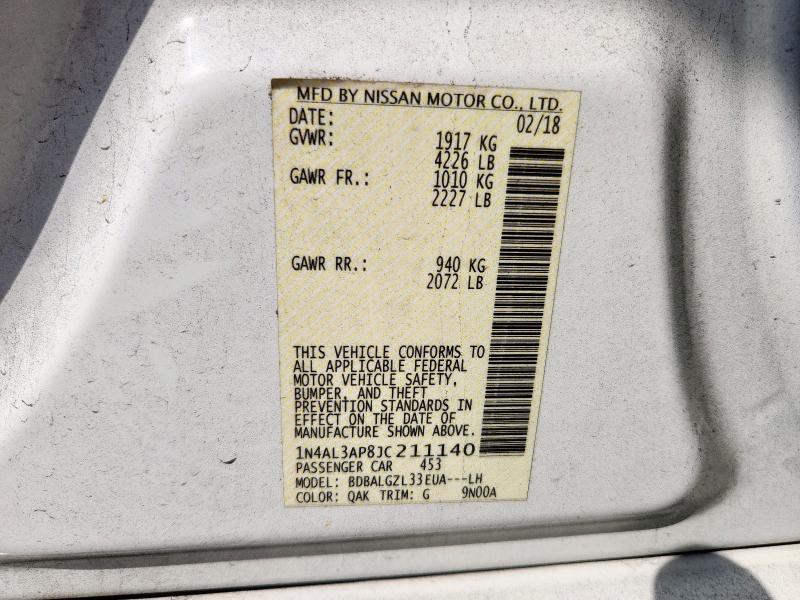 MFD BY NISSAN MOTOR CO., LTD.
DATE: 02/18
GVWR: 1917 KG
4226 LB
GAWR FR.: 1010 KG
2227 LB
GAWR RR.: 940 KG
2072 LB
THIS VEHICLE CONFORMS TO
ALL APPLICABLE FEDERAL
MOTOR VEHICLE SAFETY,
BUMPER, AND THEFT
PREVENTION STANDARDS IN
EFFECT ON THE DATE OF
MANUFACTURE SHOWN ABOVE.
1N4AL3AP8JC211140
PASSENGER CAR 453
MODEL: BDBALGZL33EUA---LH
COLOR: QAK TRIM: G 9N00A